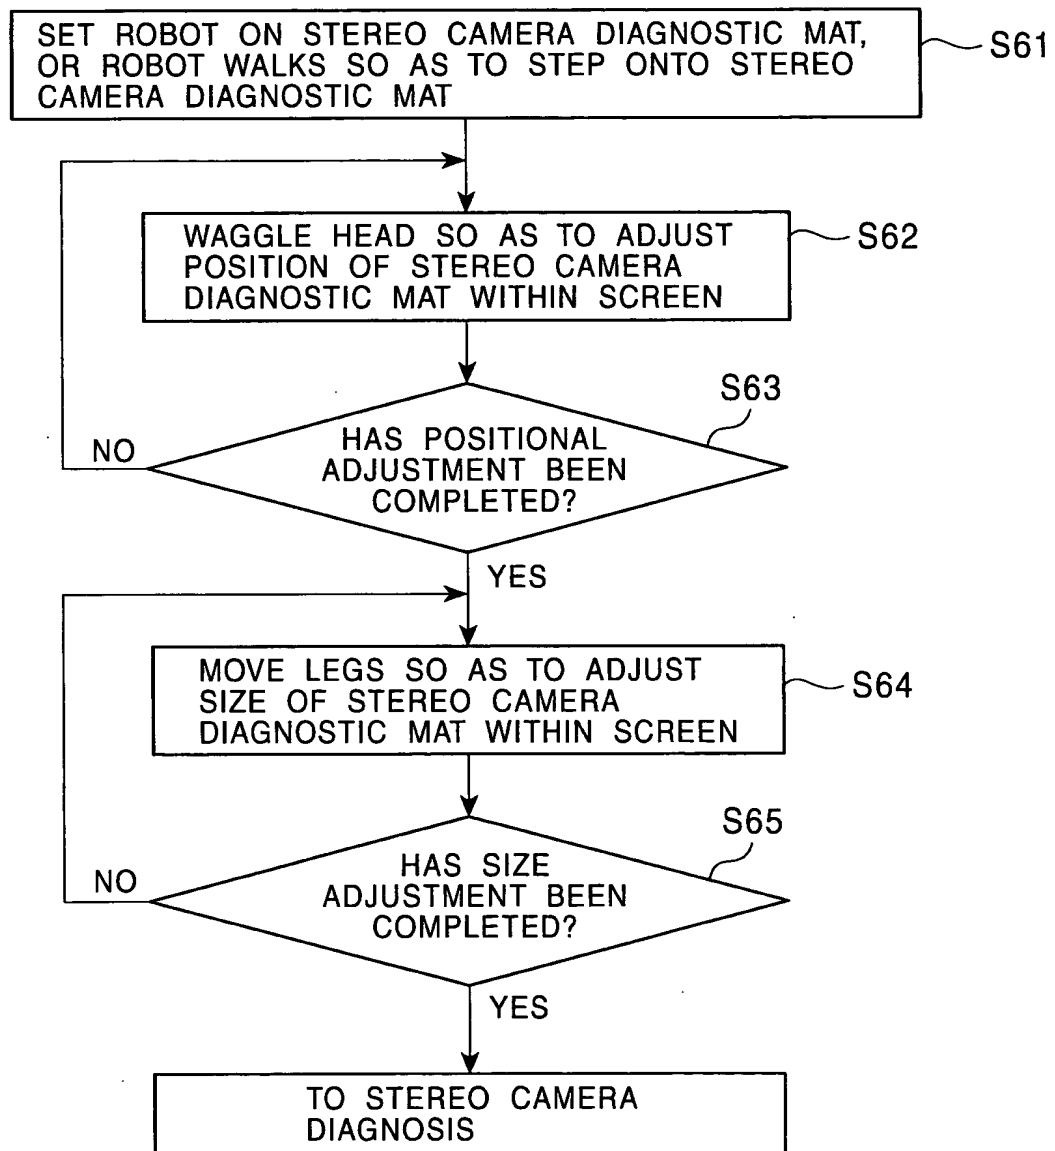 SET ROBOT ON STEREO CAMERA DIAGNOSTIC MAT,
OR ROBOT WALKS SO AS TO STEP ONTO STEREO
CAMERA DIAGNOSTIC MAT
S61
WAGGLE HEAD SO AS TO ADJUST
POSITION OF STEREO CAMERA
DIAGNOSTIC MAT WITHIN SCREEN
S62
S63
HAS POSITIONAL
ADJUSTMENT BEEN
COMPLETED?
NO
YES
MOVE LEGS SO AS TO ADJUST
SIZE OF STEREO CAMERA
DIAGNOSTIC MAT WITHIN SCREEN
S64
S65
HAS SIZE
ADJUSTMENT BEEN
COMPLETED?
NO
YES
TO STEREO CAMERA
DIAGNOSIS